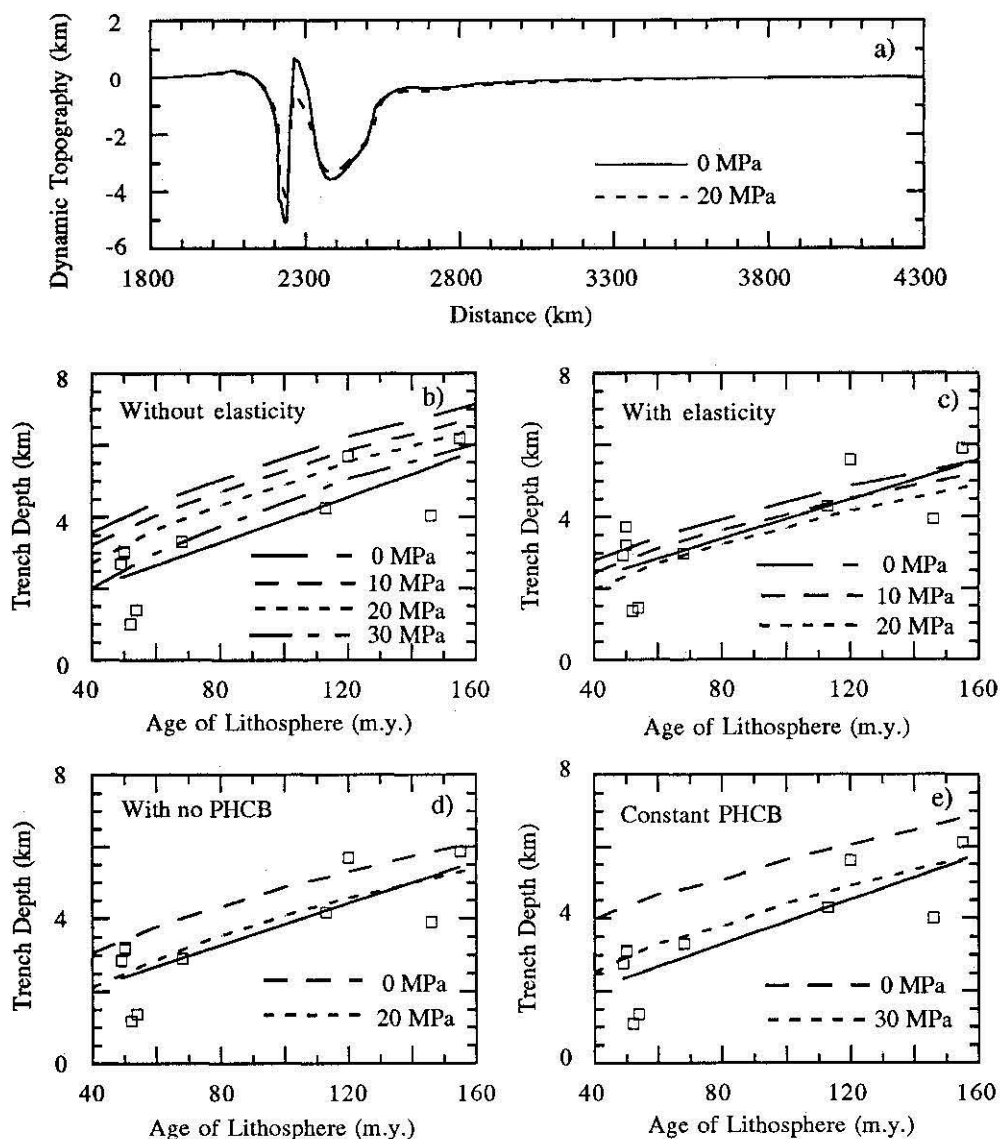 2
0
-2
-4
-6
Dynamic Topography (km)
a)
0 MPa
20 MPa
1800 2300 2800 3300 3800 4300
Distance (km)
8
4
0
Trench Depth (km)
Without elasticity
b)
0 MPa
10 MPa
20 MPa
30 MPa
40 80 120 160
Age of Lithosphere (m.y.)
8
4
0
Trench Depth (km)
With elasticity
c)
0 MPa
10 MPa
20 MPa
40 80 120 160
Age of Lithosphere (m.y.)
8
4
0
Trench Depth (km)
With no PHCB
d)
0 MPa
20 MPa
40 80 120 160
Age of Lithosphere (m.y.)
8
4
0
Trench Depth (km)
Constant PHCB
e)
0 MPa
30 MPa
40 80 120 160
Age of Lithosphere (m.y.)